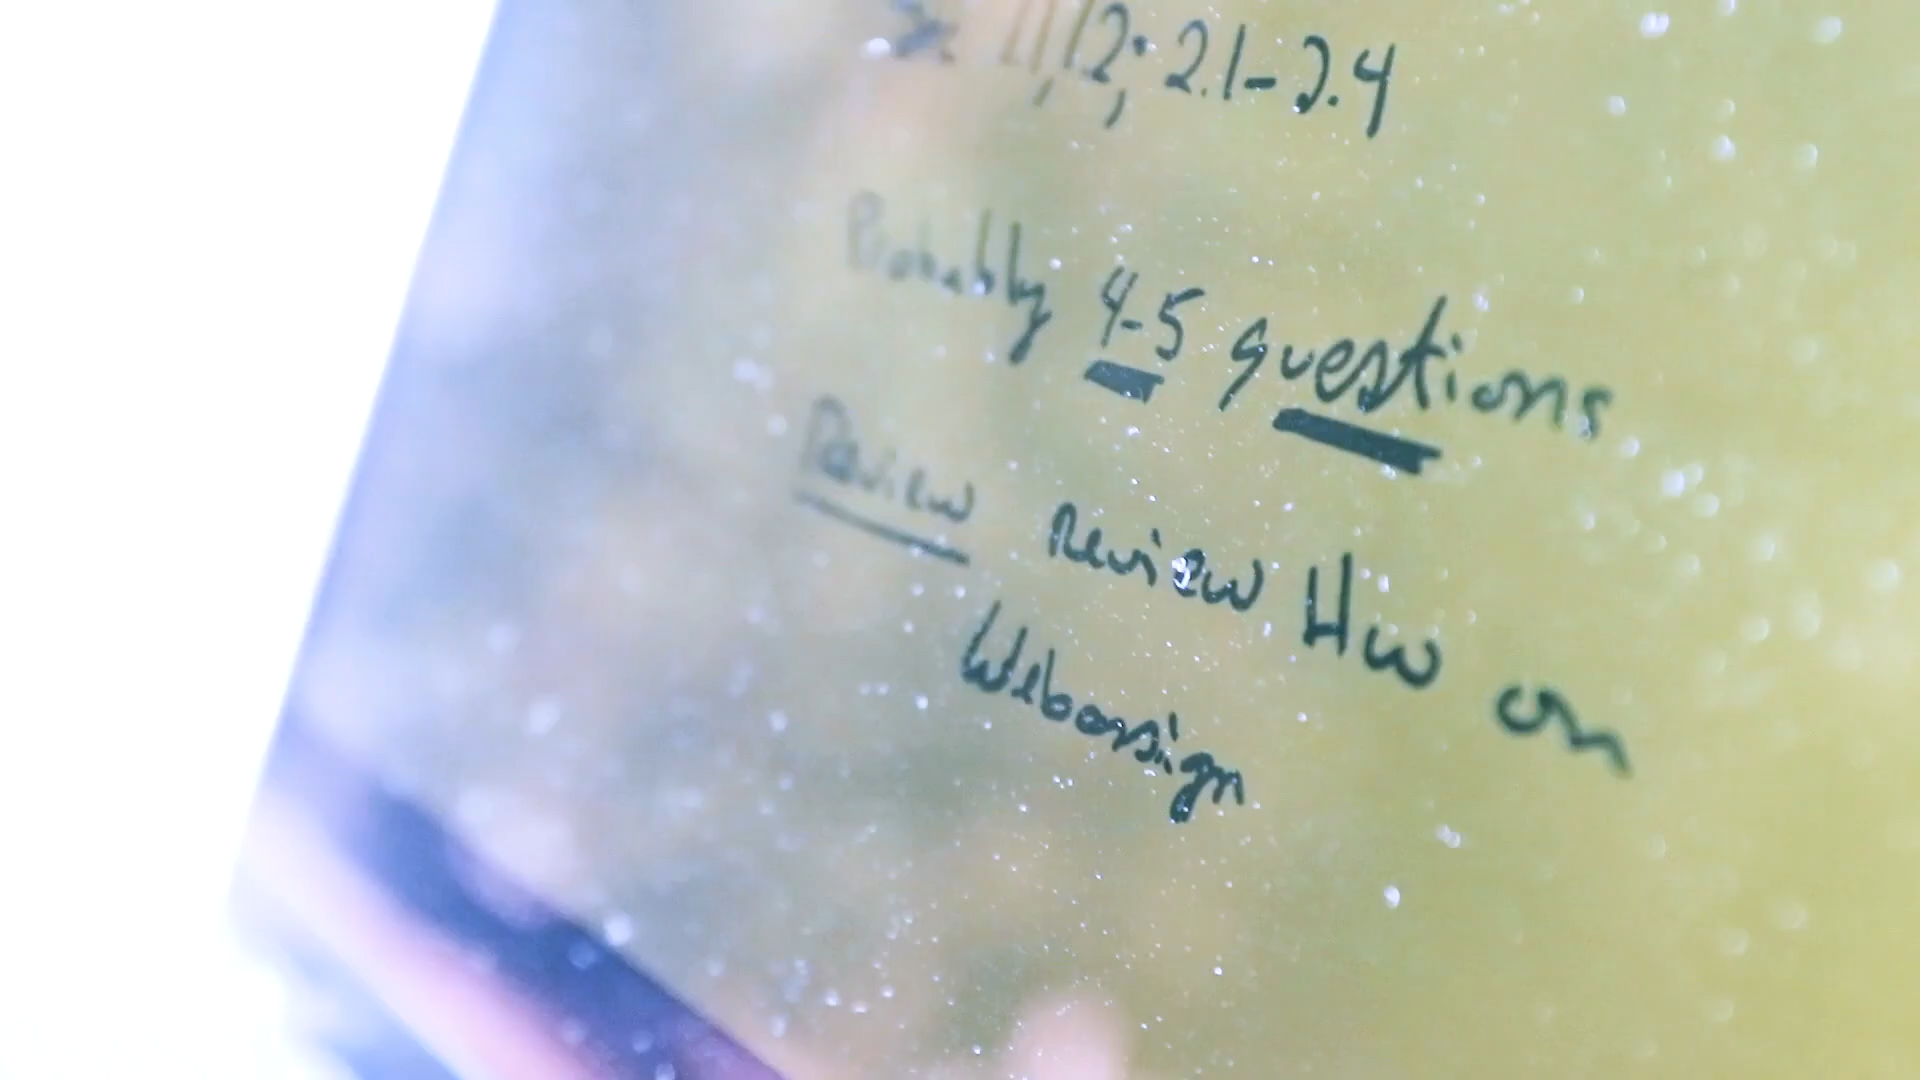 1.1, 1.2; 2.1-2.4
Probably 4-5 questions
Review Review Hw on
Webassign